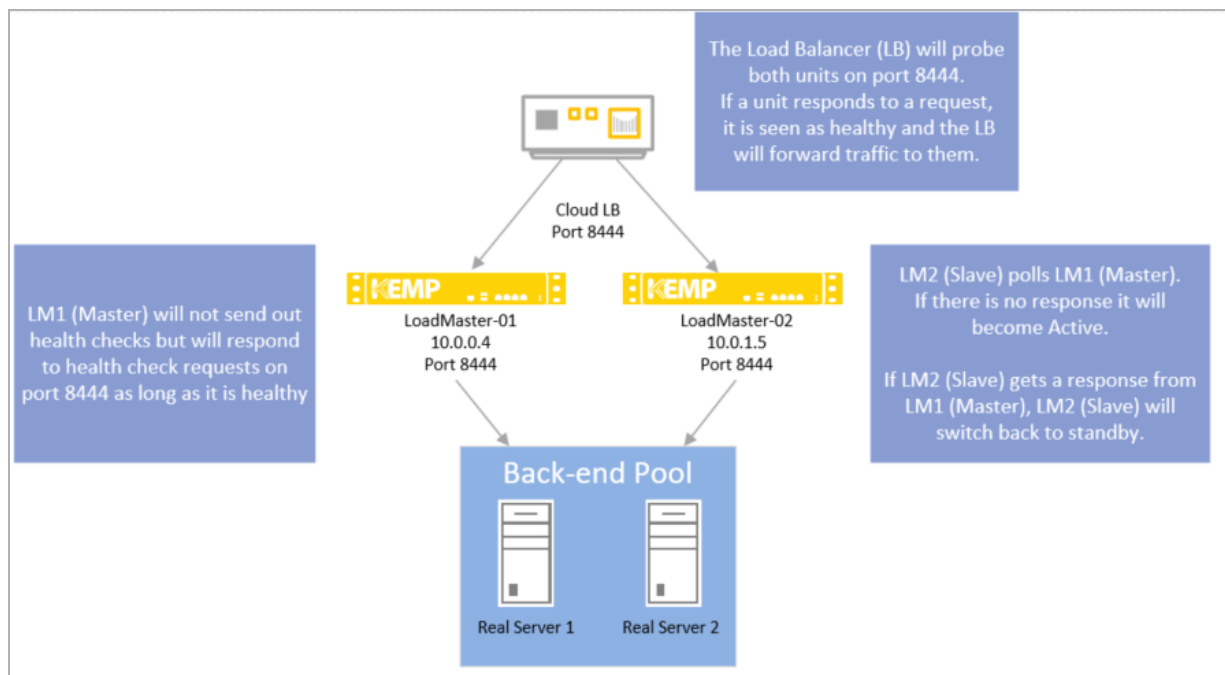 The Load Balancer (LB) will probe
both units on port 8444.
If a unit responds to a request,
it is seen as healthy and the LB
will forward traffic to them.
Cloud LB
Port 8444
LM1 (Master) will not send out
health checks but will respond
to health check requests on
port 8444 as long as it is healthy
KEMP
LoadMaster-01
10.0.0.4
Port 8444
KEMP
LoadMaster-02
10.0.1.5
Port 8444
LM2 (Slave) polls LM1 (Master).
If there is no response it will
become Active.
If LM2 (Slave) gets a response from
LM1 (Master), LM2 (Slave) will
switch back to standby.
Back-end Pool
Real Server 1
Real Server 2